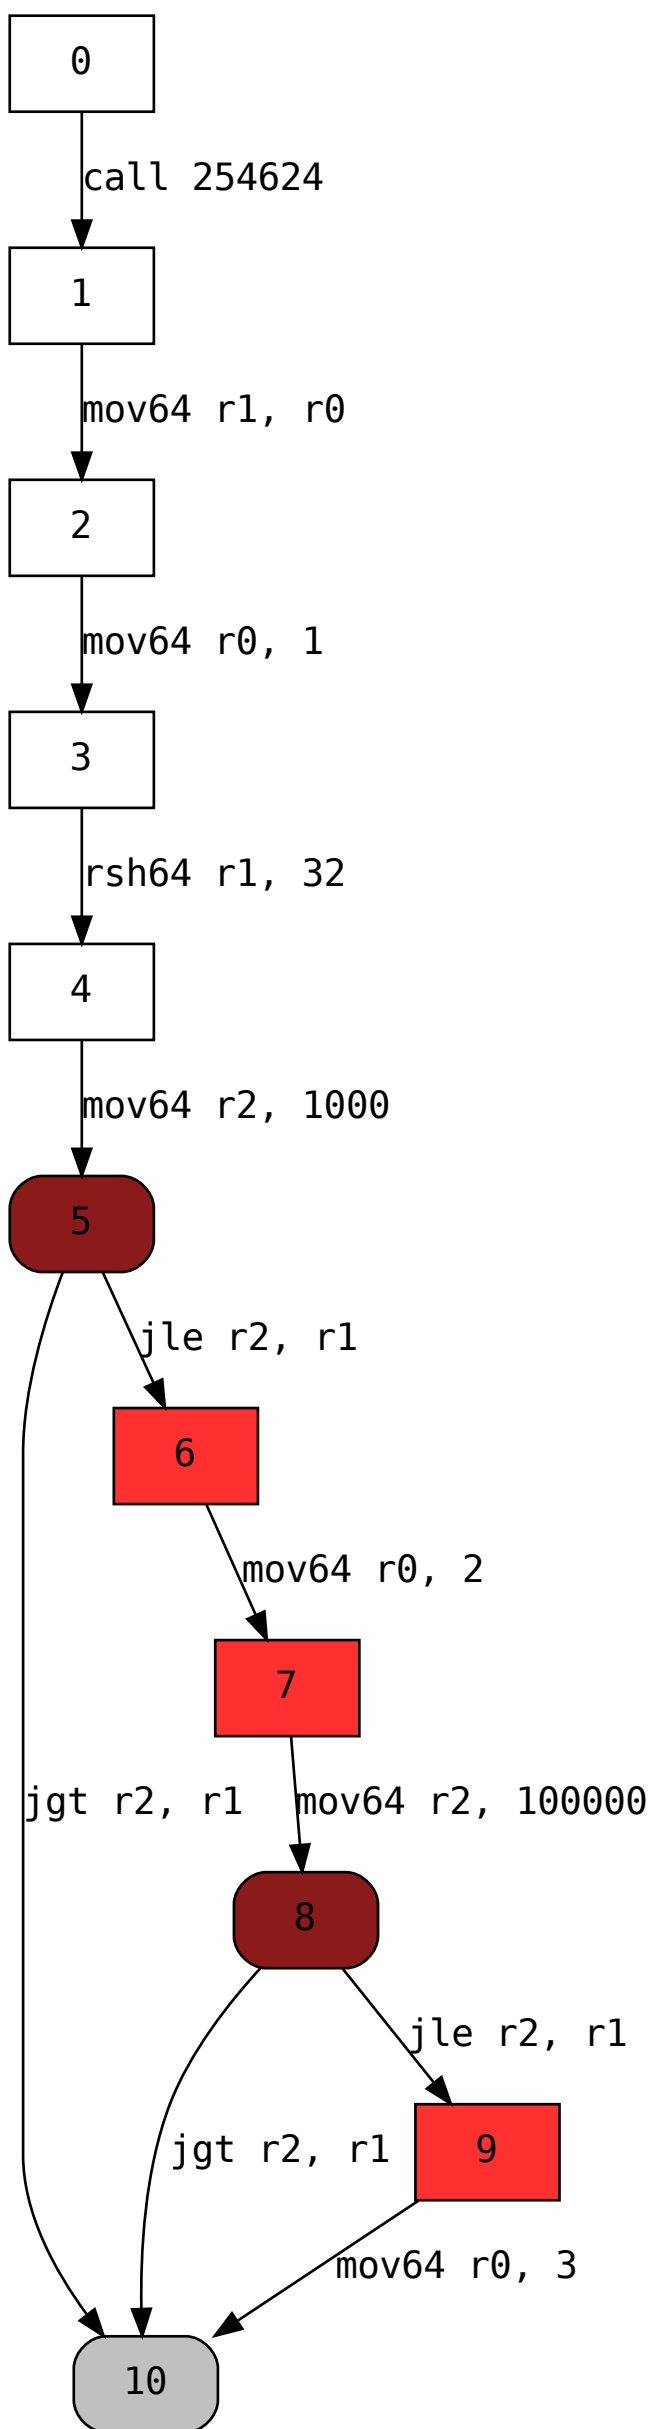 0
call 254624
1
mov64 r1, r0
2
mov64 r0, 1
3
rsh64 r1, 32
4
mov64 r2, 1000
5
jle r2, r1
6
mov64 r0, 2
7
jgt r2, r1
mov64 r2, 100000
8
jle r2, r1
jgt r2, r1
9
mov64 r0, 3
10